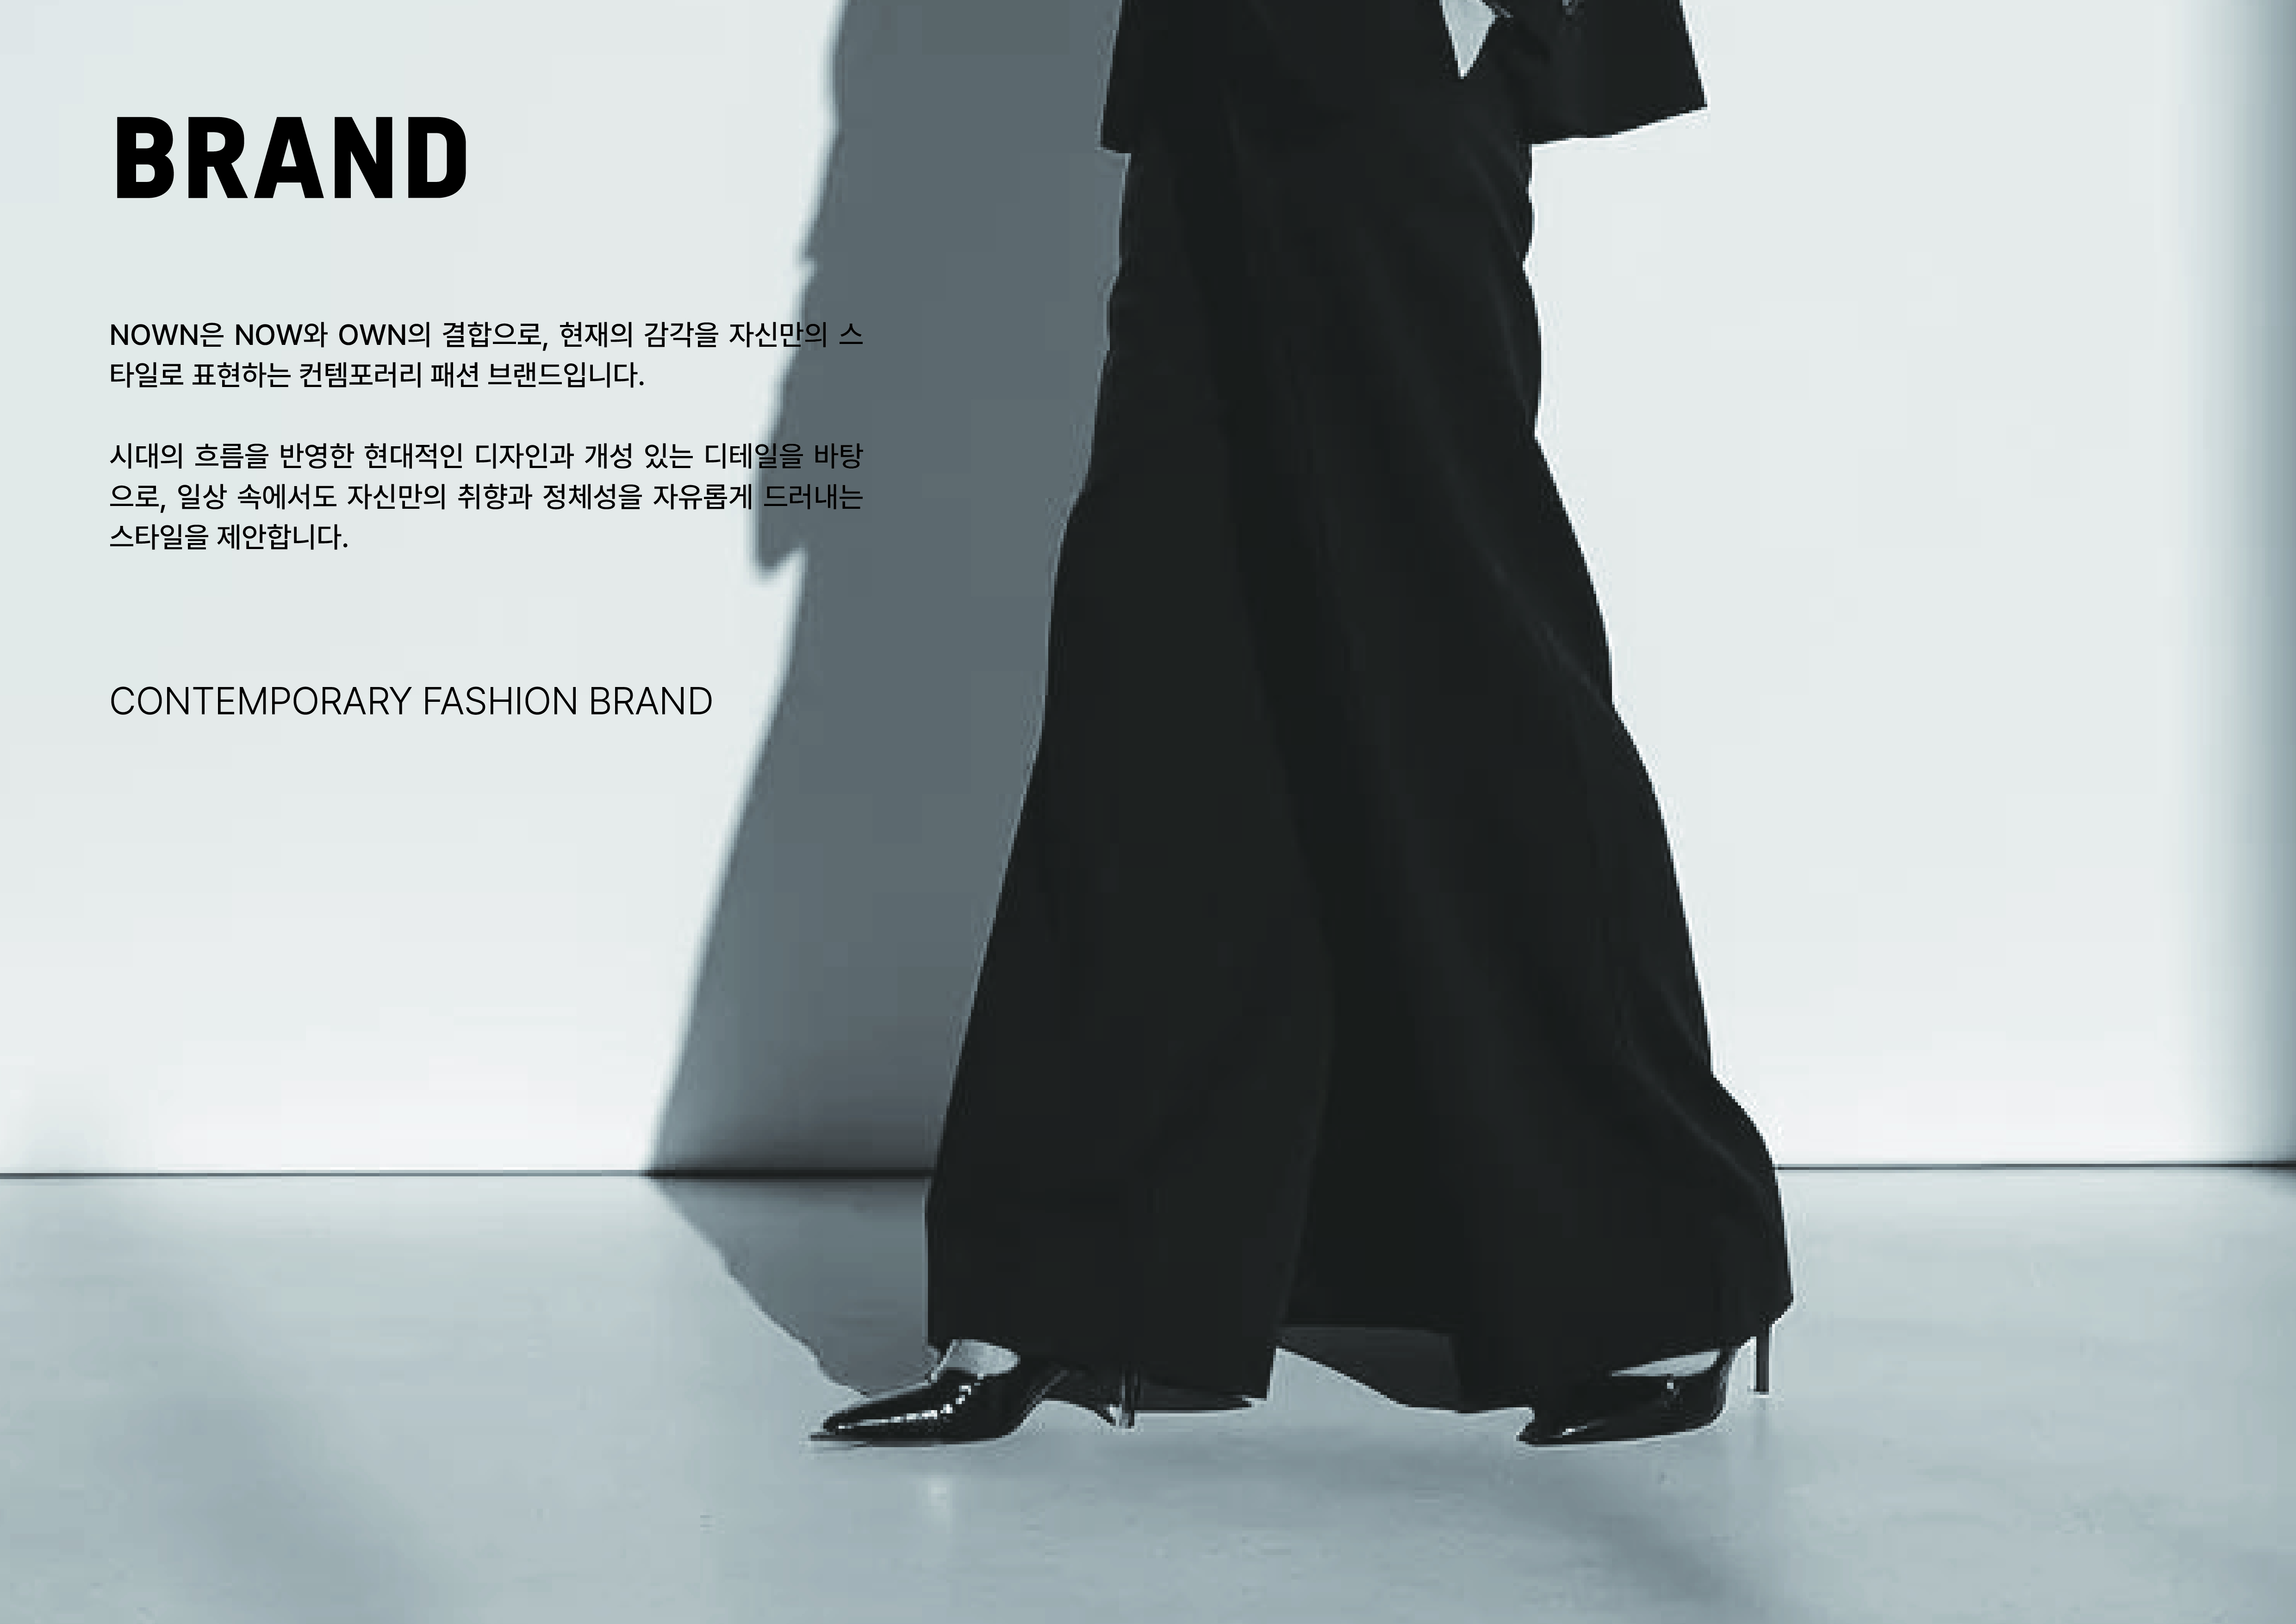 BRAND
NOWN은 NOW와 OWN의 결합으로, 현재의 감각을 자신만의 스
타일로 표현하는 컨템포러리 패션 브랜드입니다.
시대의 흐름을 반영한 현대적인 디자인과 개성 있는 디테일을 바탕
으로, 일상 속에서도 자신만의 취향과 정체성을 자유롭게 드러내는
스타일을 제안합니다.
CONTEMPORARY FASHION BRAND